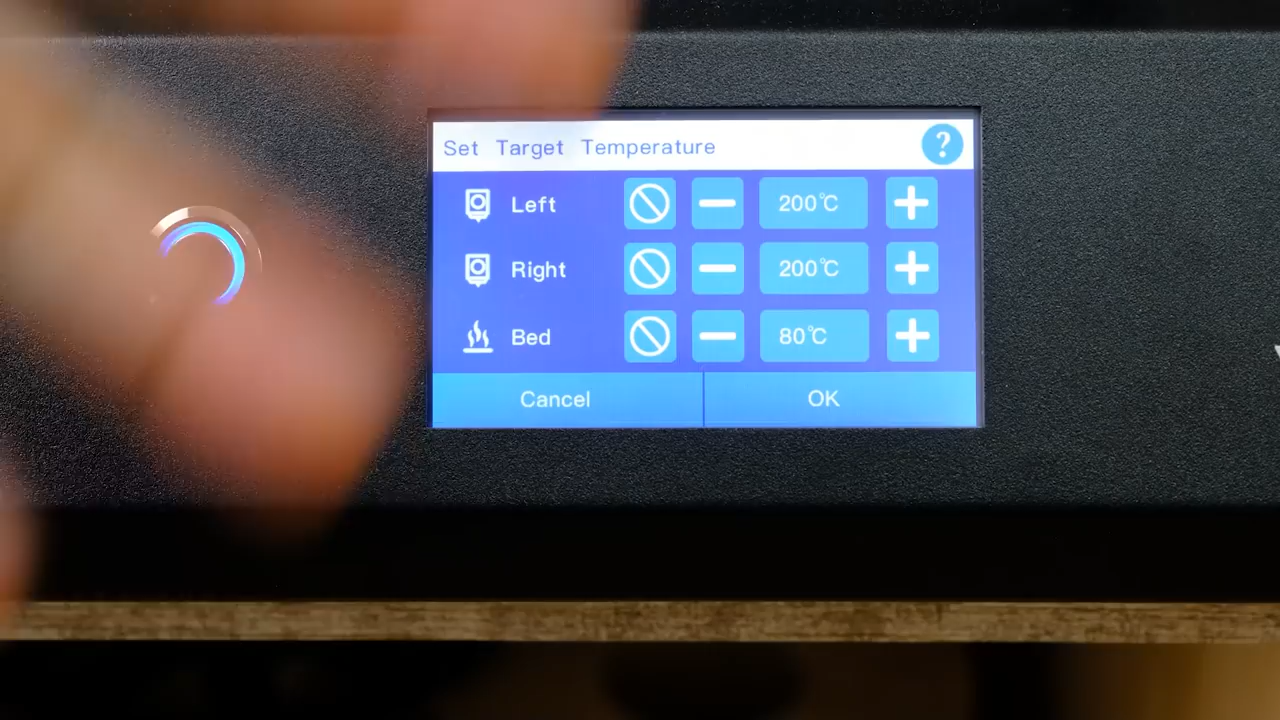 Set Target Temperature ?
Left 200℃
Right 200℃
Bed 80℃
Cancel OK